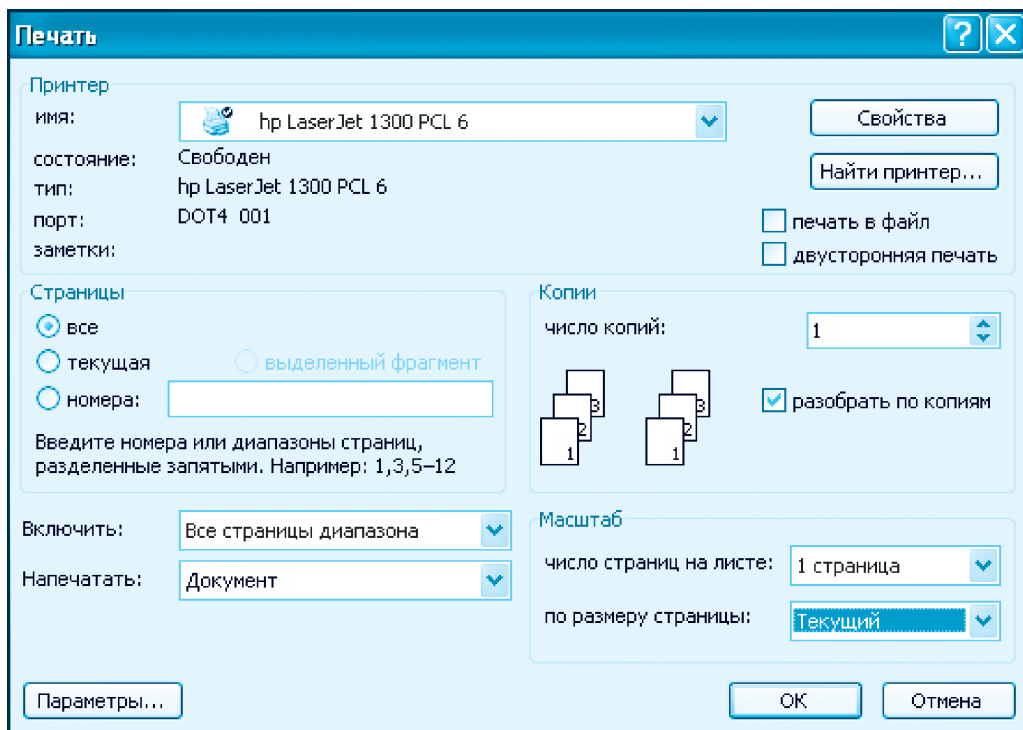 Печать
Принтер
имя: hp LaserJet 1300 PCL 6 Свойства
состояние: Свободен
тип: hp LaserJet 1300 PCL 6 Найти принтер...
порт: DOT4 001 печать в файл
заметки: двусторонняя печать
Страницы
все
текущая выделенный фрагмент
номера:
Введите номера или диапазоны страниц,
разделенные запятыми. Например: 1,3,5–12
Копии
число копий: 1
3 3
2 2
1 1
разобрать по копиям
Включить: Все страницы диапазона
Напечатать: Документ
Масштаб
число страниц на листе: 1 страница
по размеру страницы: Текущий
Параметры... ОК Отмена